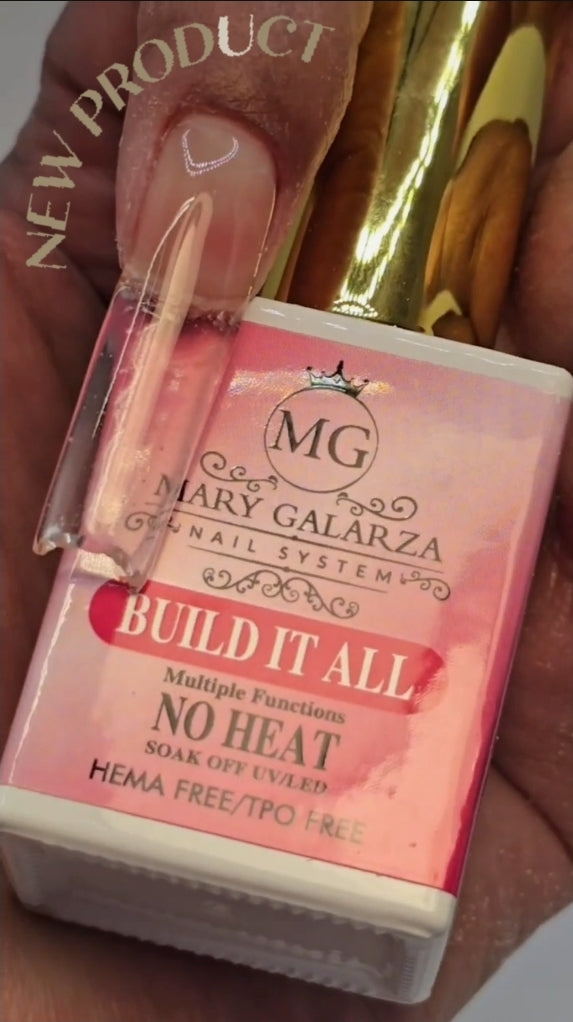 NEW PRODUCT
MG
MARY GALARZA
NAIL SYSTEM
BUILD IT ALL
Multiple Functions
NO HEAT
SOAK OFF UV/LED
HEMA FREE/TPO FREE